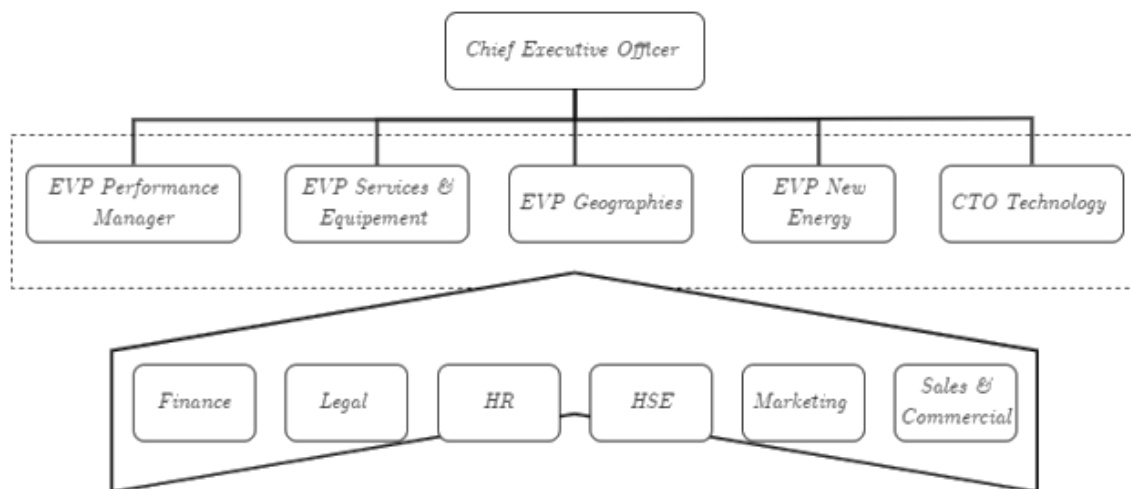 Chief Executive Officer
EVP Performance
Manager
EVP Services &
Equipement
EVP Geographies
EVP New
Energy
CTO Technology
Finance
Legal
HR
HSE
Marketing
Sales &
Commercial